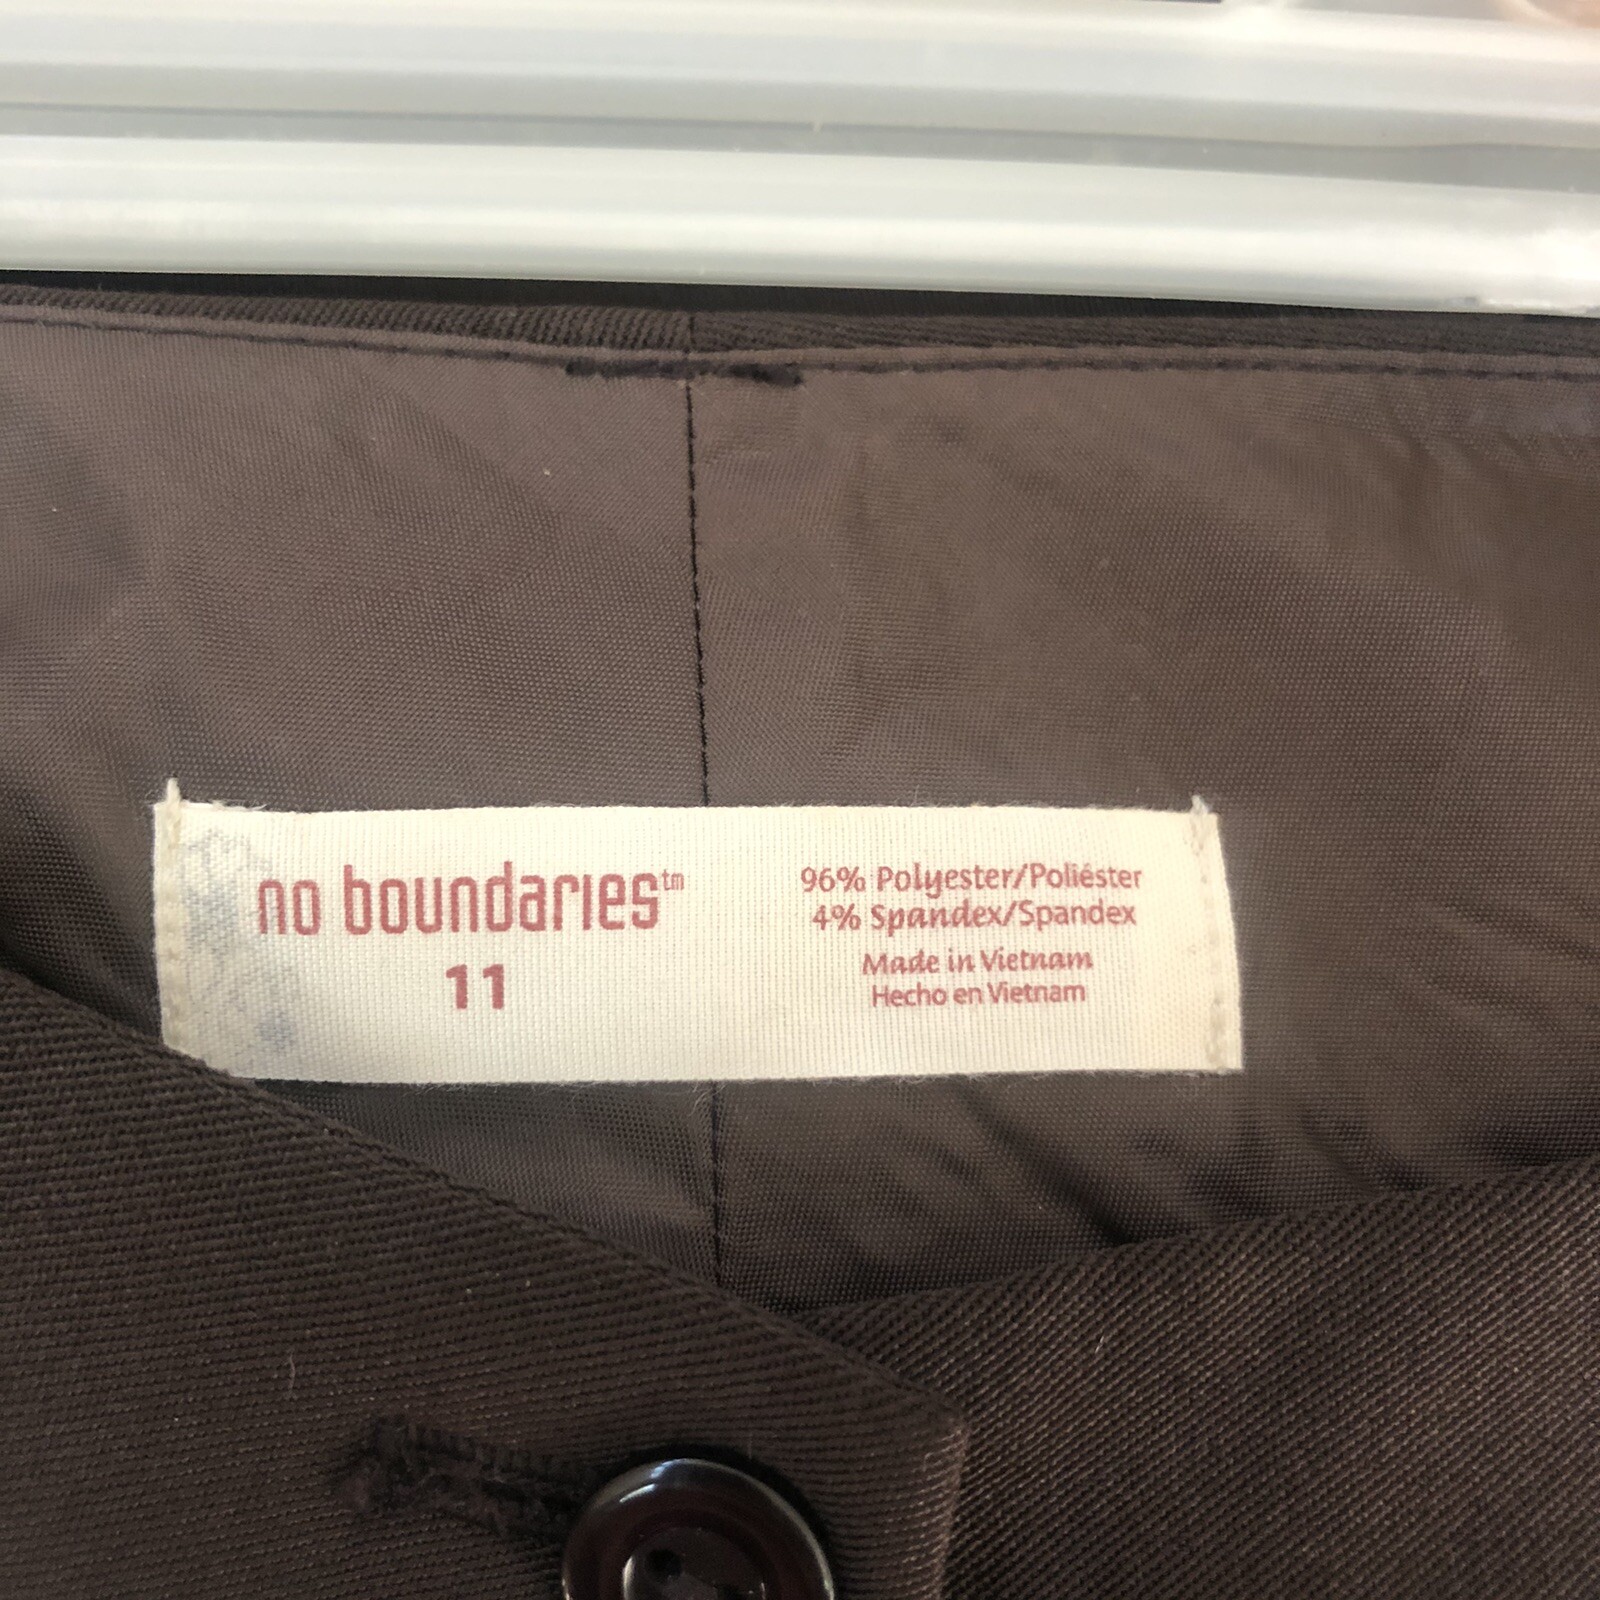 no boundaries™
11
96% Polyester/Poliéster
4% Spandex/Spandex
Made in Vietnam
Hecho en Vietnam